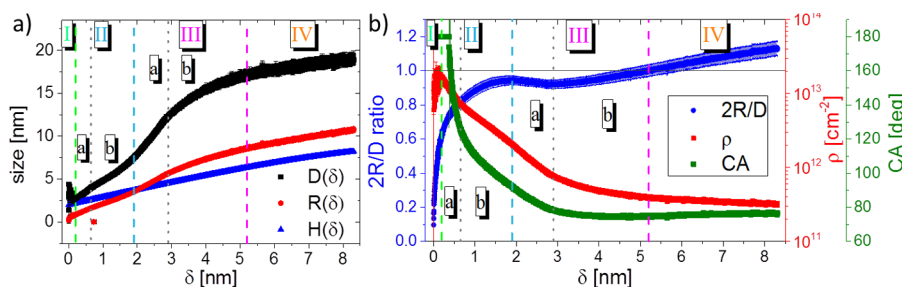 a)
I II III IV
a b
a b
size [nm]
20
15
10
5
0
D(δ)
R(δ)
H(δ)
0 1 2 3 4 5 6 7 8
δ [nm]
b)
I II III IV
a b
a b
2R/D ratio
1.2
1.0
0.8
0.6
0.4
0.2
0.0
2R/D
ρ
CA
0 1 2 3 4 5 6 7 8
δ [nm]
10¹⁴
10¹³
10¹²
10¹¹
ρ [cm⁻²]
180
160
140
120
100
80
60
CA [deg]